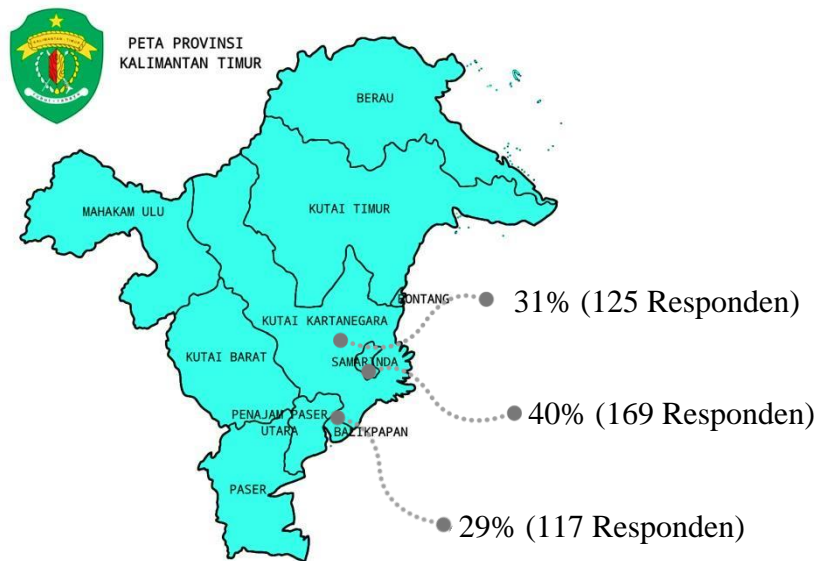 PETA PROVINSI
KALIMANTAN TIMUR
BERAU
MAHAKAM ULU
KUTAI TIMUR
BONTANG
31% (125 Responden)
KUTAI KARTANEGARA
KUTAI BARAT
SAMARINDA
40% (169 Responden)
PENAJAM PASER
UTARA
BALIKPAPAN
PASER
29% (117 Responden)